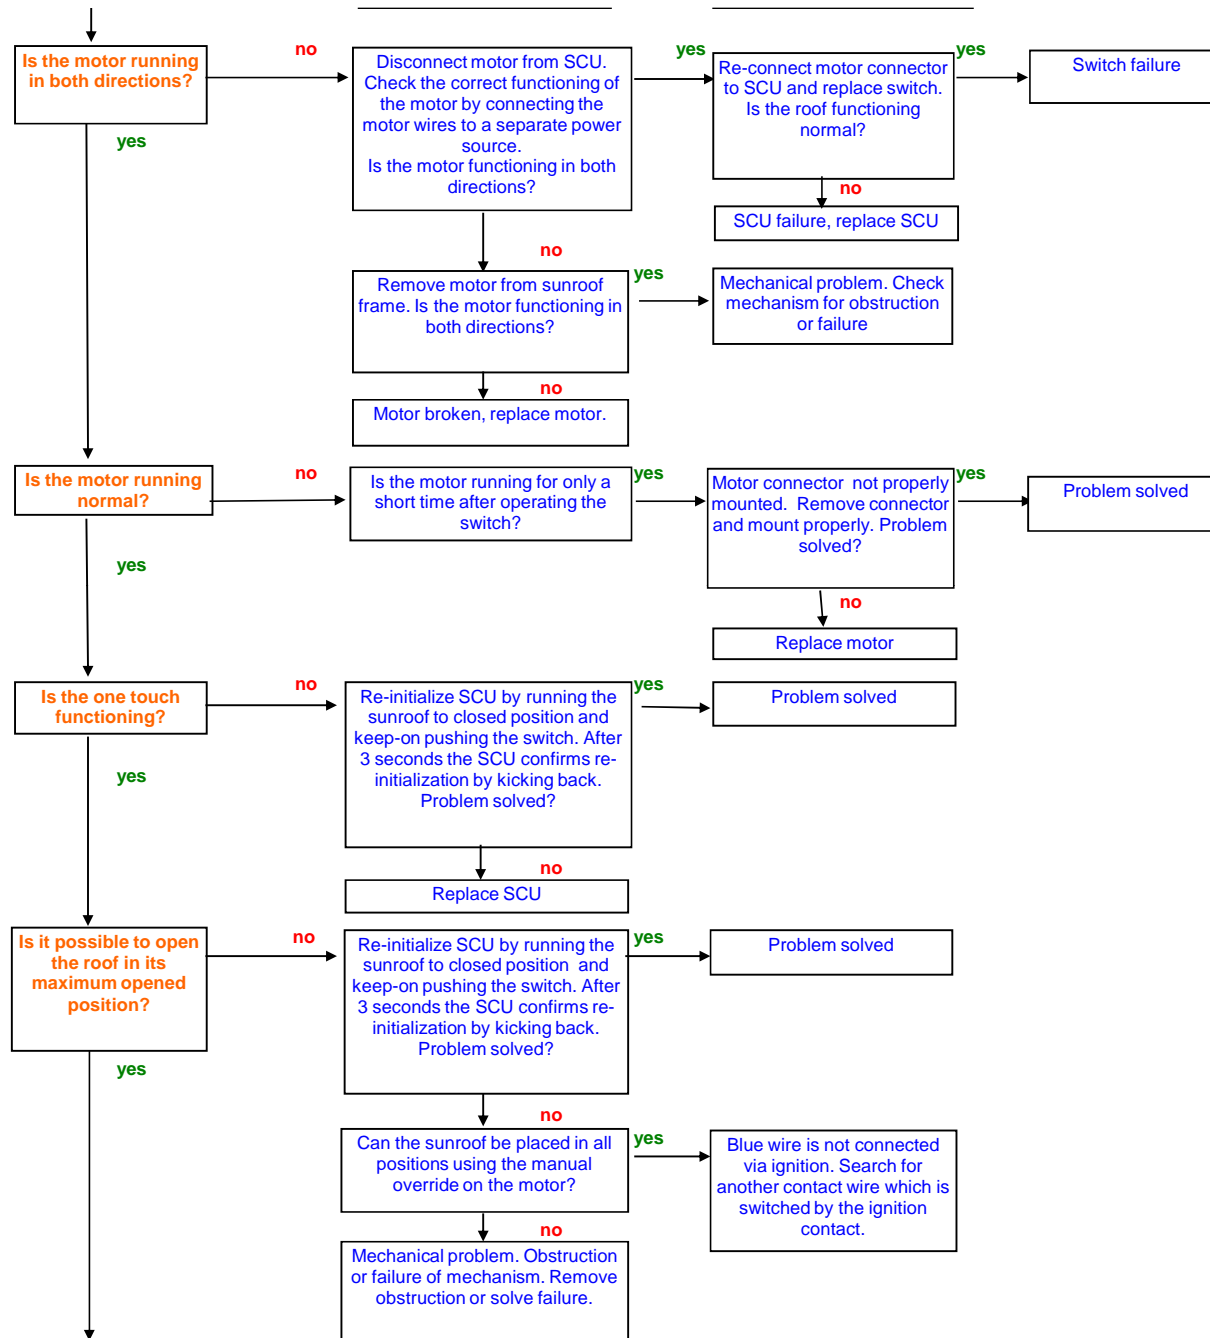 Is the motor running
in both directions?
no
yes
Disconnect motor from SCU.
Check the correct functioning of
the motor by connecting the
motor wires to a separate power
source.
Is the motor functioning in both
directions?
yes
Re-connect motor connector
to SCU and replace switch.
Is the roof functioning
normal?
yes
Switch failure
no
SCU failure, replace SCU
no
Remove motor from sunroof
frame. Is the motor functioning in
both directions?
yes
Mechanical problem. Check
mechanism for obstruction
or failure
no
Motor broken, replace motor.
Is the motor running
normal?
no
yes
Is the motor running for only a
short time after operating the
switch?
yes
Motor connector not properly
mounted. Remove connector
and mount properly. Problem
solved?
yes
Problem solved
no
Replace motor
Is the one touch
functioning?
no
yes
Re-initialize SCU by running the
sunroof to closed position and
keep-on pushing the switch. After
3 seconds the SCU confirms re-
initialization by kicking back.
Problem solved?
yes
Problem solved
no
Replace SCU
Is it possible to open
the roof in its
maximum opened
position?
no
yes
Re-initialize SCU by running the
sunroof to closed position and
keep-on pushing the switch. After
3 seconds the SCU confirms re-
initialization by kicking back.
Problem solved?
yes
Problem solved
no
Can the sunroof be placed in all
positions using the manual
override on the motor?
yes
Blue wire is not connected
via ignition. Search for
another contact wire which is
switched by the ignition
contact.
no
Mechanical problem. Obstruction
or failure of mechanism. Remove
obstruction or solve failure.